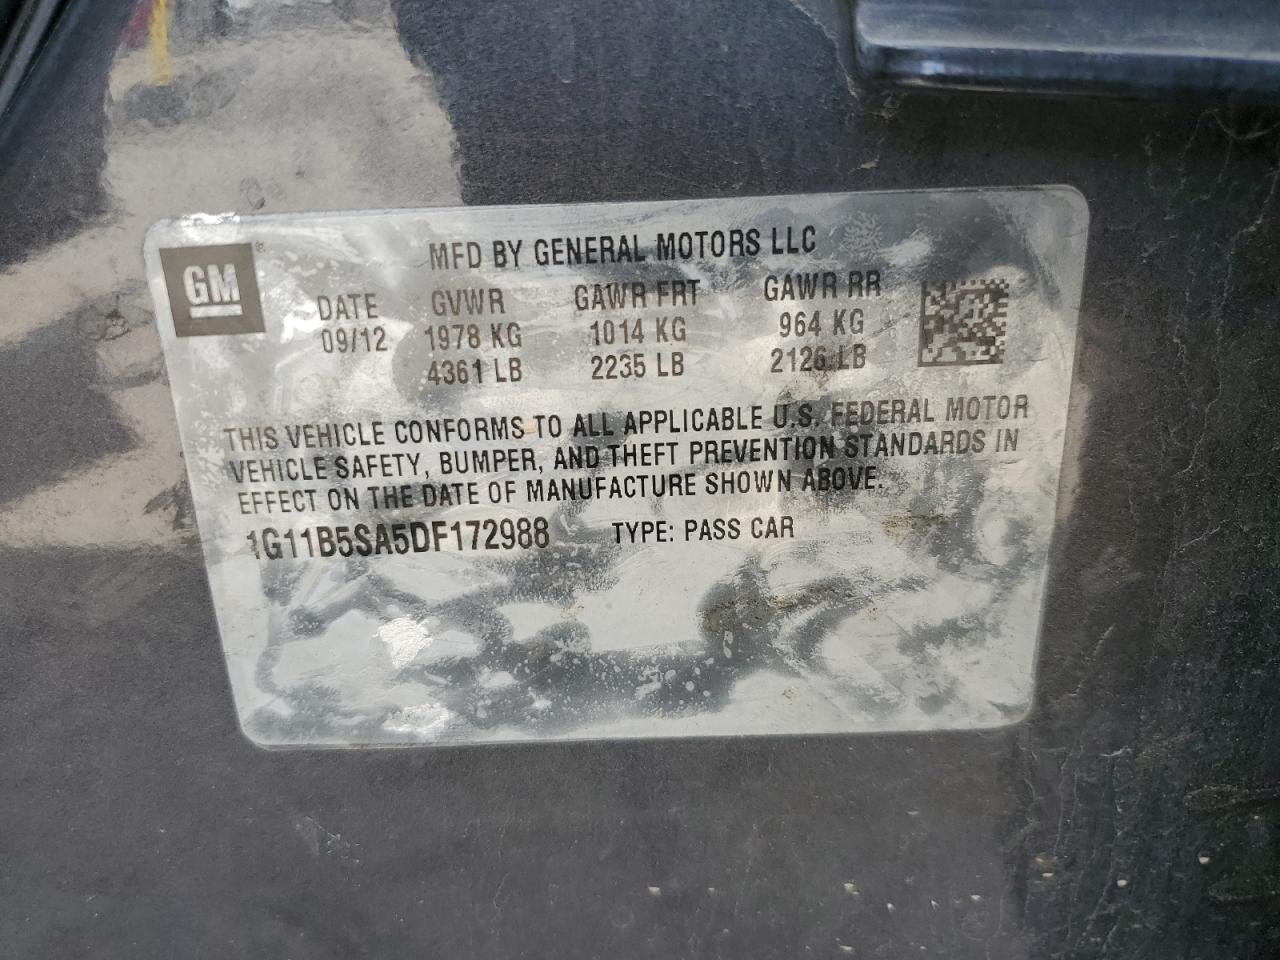 GM ®
MFD BY GENERAL MOTORS LLC
DATE GVWR GAWR FRT GAWR RR
09/12 1978 KG 1014 KG 964 KG
4361 LB 2235 LB 2126 LB
THIS VEHICLE CONFORMS TO ALL APPLICABLE U.S. FEDERAL MOTOR
VEHICLE SAFETY, BUMPER, AND THEFT PREVENTION STANDARDS IN
EFFECT ON THE DATE OF MANUFACTURE SHOWN ABOVE.
1G11B5SA5DF172988 TYPE: PASS CAR